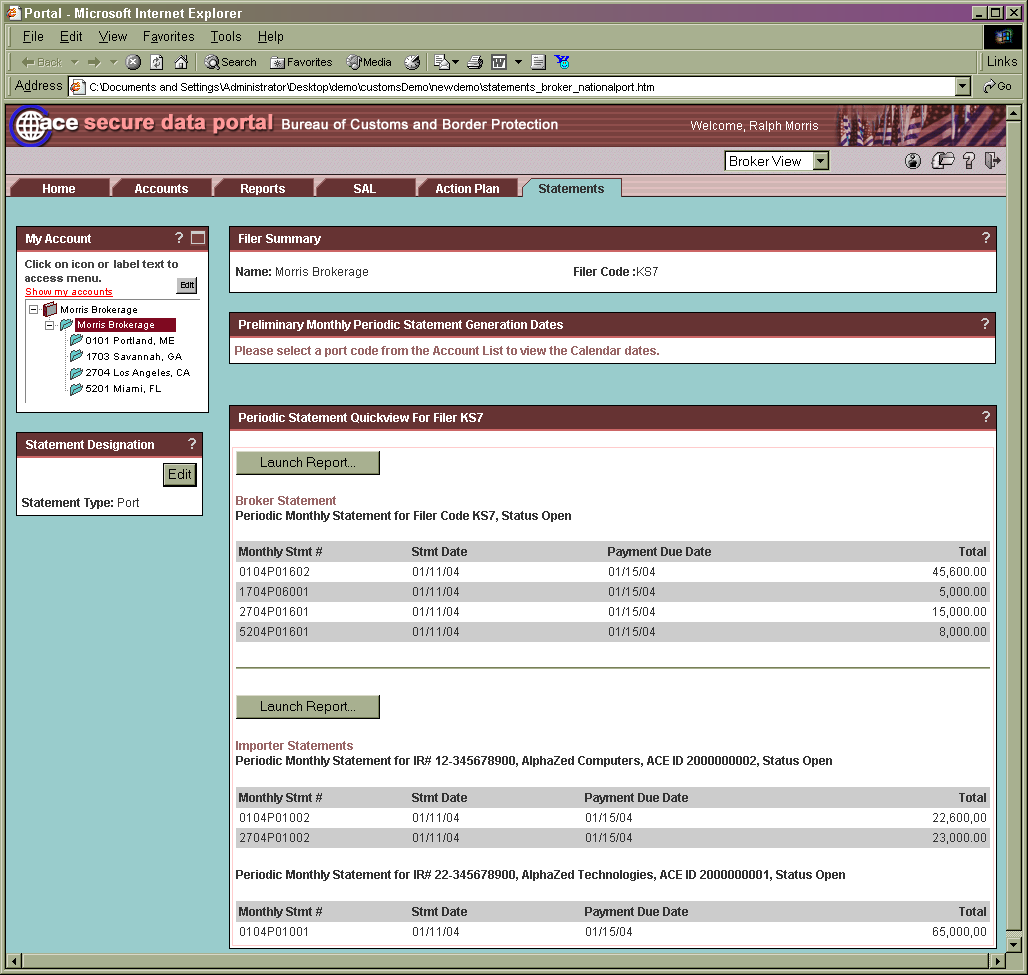 Portal - Microsoft Internet Explorer
File Edit View Favorites Tools Help
Back Search Favorites Media Links
Address C:\Documents and Settings\Administrator\Desktop\demo\customsDemo\newdemo\statements_broker_nationalport.htm Go
ace secure data portal Bureau of Customs and Border Protection Welcome, Ralph Morris
Broker View ?
Home Accounts Reports SAL Action Plan Statements
My Account ?
Click on icon or label text to
access menu.
Show my accounts Edit
Morris Brokerage
Morris Brokerage
0101 Portland, ME
1703 Savannah, GA
2704 Los Angeles, CA
5201 Miami, FL
Statement Designation ?
Edit
Statement Type: Port
Filer Summary ?
Name: Morris Brokerage Filer Code :KS7
Preliminary Monthly Periodic Statement Generation Dates ?
Please select a port code from the Account List to view the Calendar dates.
Periodic Statement Quickview For Filer KS7 ?
Launch Report...
Broker Statement
Periodic Monthly Statement for Filer Code KS7, Status Open
Monthly Stmt # Stmt Date Payment Due Date Total
0104P01602 01/11/04 01/15/04 45,600.00
1704P06001 01/11/04 01/15/04 5,000.00
2704P01601 01/11/04 01/15/04 15,000.00
5204P01601 01/11/04 01/15/04 8,000.00
Launch Report...
Importer Statements
Periodic Monthly Statement for IR# 12-345678900, AlphaZed Computers, ACE ID 2000000002, Status Open
Monthly Stmt # Stmt Date Payment Due Date Total
0104P01002 01/11/04 01/15/04 22,600,00
2704P01002 01/11/04 01/15/04 23,000.00
Periodic Monthly Statement for IR# 22-345678900, AlphaZed Technologies, ACE ID 2000000001, Status Open
Monthly Stmt # Stmt Date Payment Due Date Total
0104P01001 01/11/04 01/15/04 65,000,00